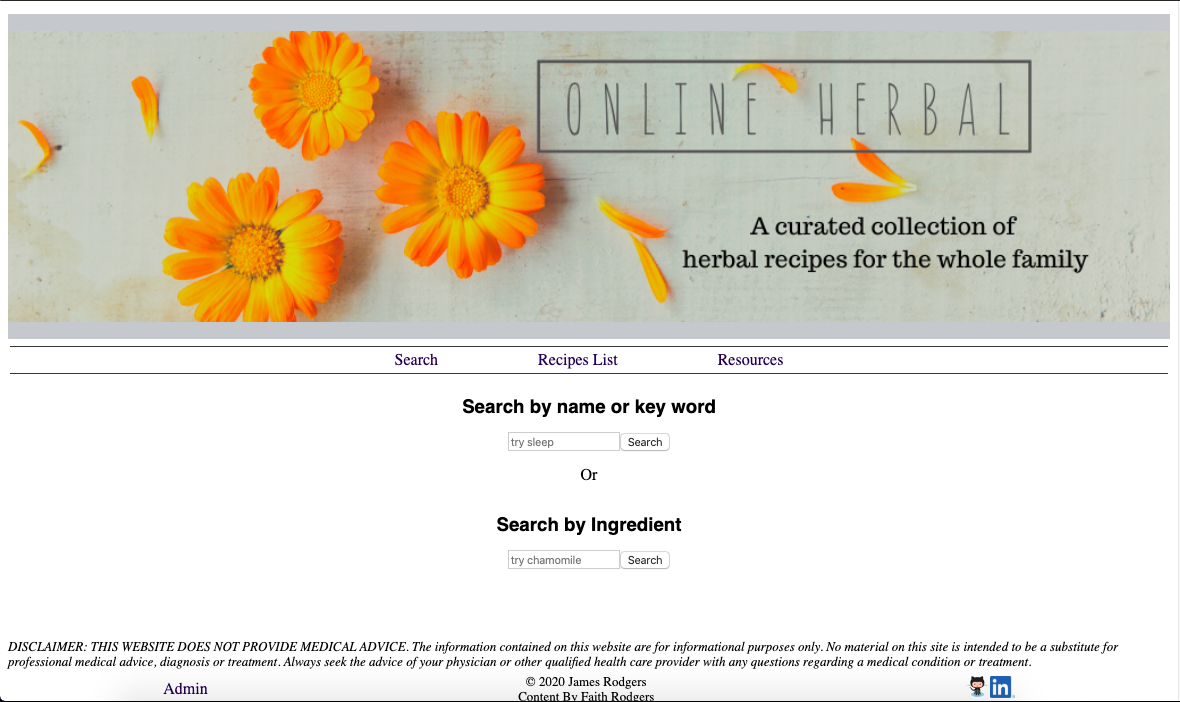 ONLINE HERBAL
A curated collection of
herbal recipes for the whole family
Search Recipes List Resources
Search by name or key word
try sleep Search
Or
Search by Ingredient
try chamomile Search
DISCLAIMER: THIS WEBSITE DOES NOT PROVIDE MEDICAL ADVICE. The information contained on this website are for informational purposes only. No material on this site is intended to be a substitute for
professional medical advice, diagnosis or treatment. Always seek the advice of your physician or other qualified health care provider with any questions regarding a medical condition or treatment.
Admin © 2020 James Rodgers in
Content By Faith Rodgers